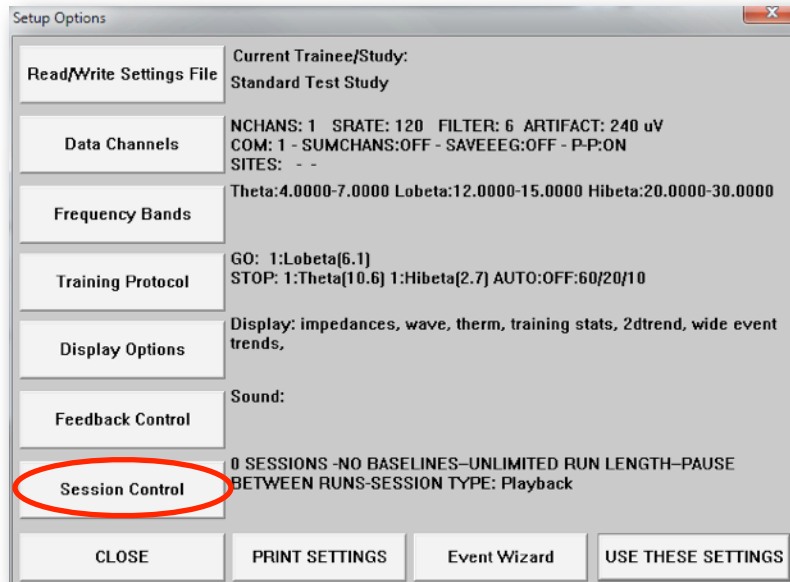 Setup Options
Read/Write Settings File
Current Trainee/Study:
Standard Test Study
Data Channels
NCHANS: 1 SRATE: 120 FILTER: 6 ARTIFACT: 240 uV
COM: 1 - SUMCHANS:OFF - SAVEEEG:OFF - P-P:ON
SITES: - -
Frequency Bands
Theta:4.0000-7.0000 Lobeta:12.0000-15.0000 Hibeta:20.0000-30.0000
Training Protocol
GO: 1:Lobeta(6.1)
STOP: 1:Theta(10.6) 1:Hibeta(2.7) AUTO:OFF:60/20/10
Display Options
Display: impedances, wave, therm, training stats, 2dtrend, wide event
trends,
Feedback Control
Sound:
Session Control
0 SESSIONS -NO BASELINES--UNLIMITED RUN LENGTH--PAUSE
BETWEEN RUNS-SESSION TYPE: Playback
CLOSE
PRINT SETTINGS
Event Wizard
USE THESE SETTINGS